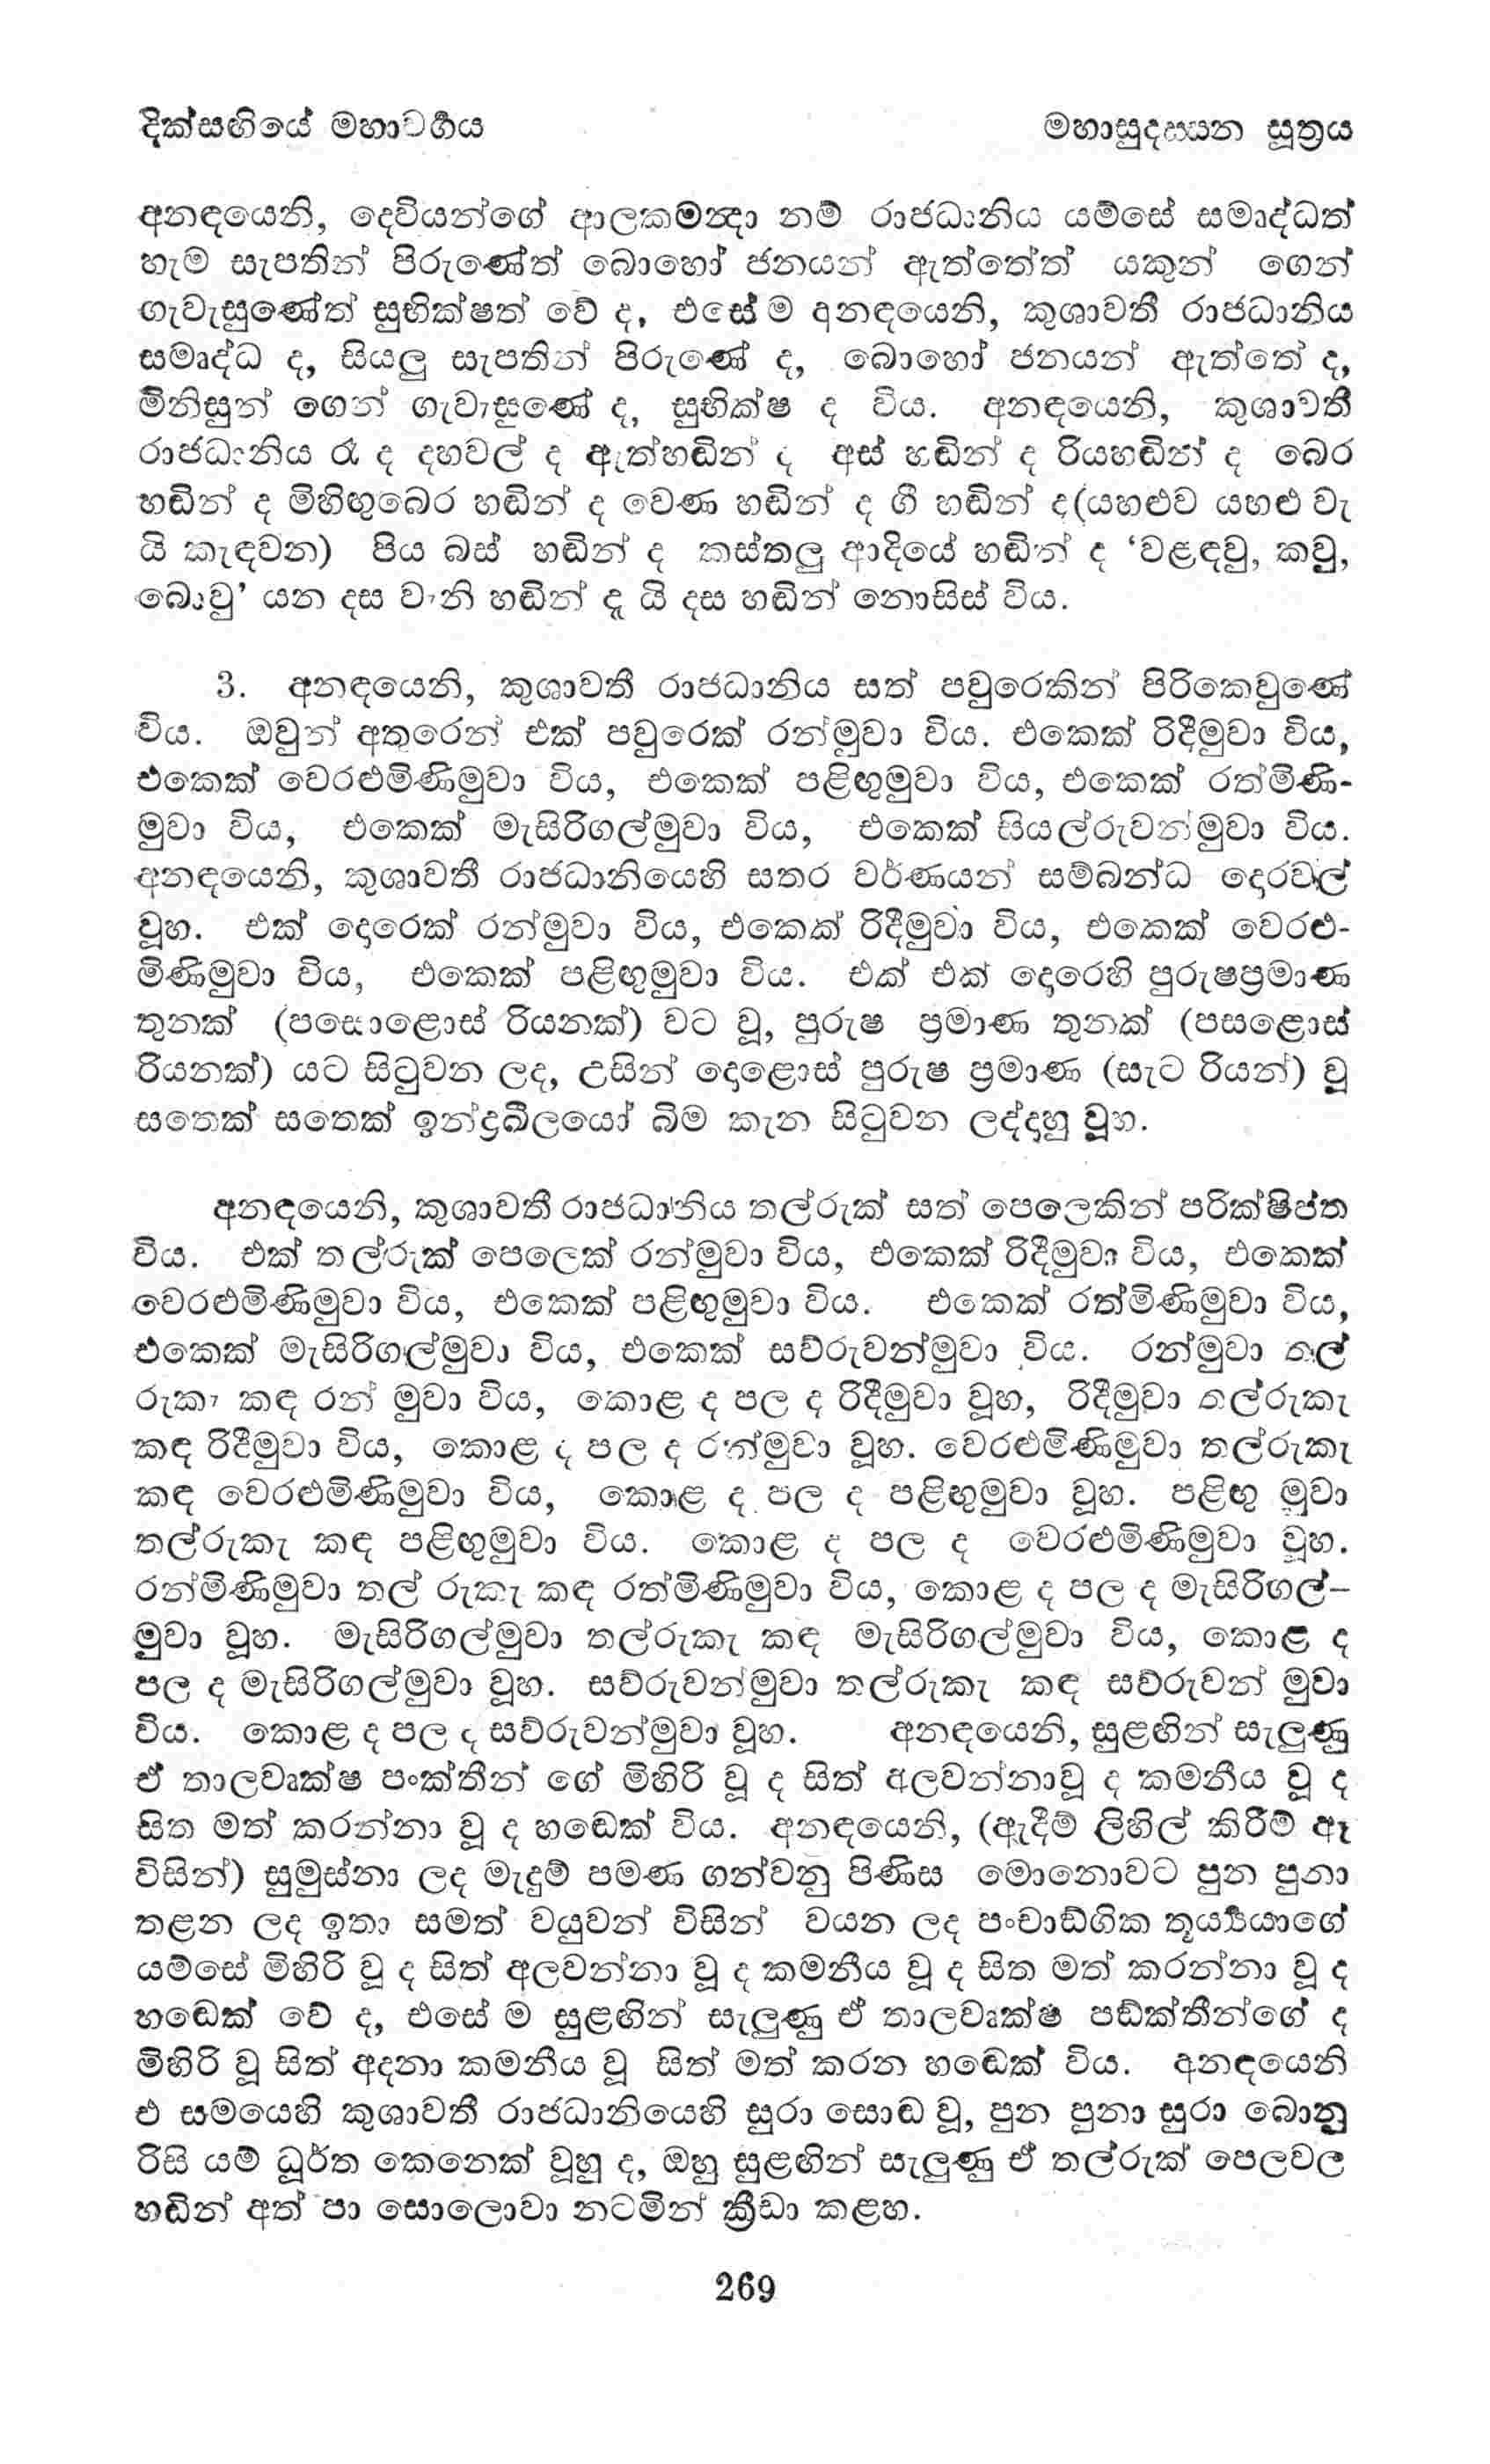 දික්සඟියේ මහාවර්‍ගය
මහාසුදස්සන සූත්‍රය
අනඳයෙනි, දෙවියන්ගේ ආලකමන්‍දා නම් රාජධානිය යම්සේ සමෘද්ධත්
හැම සැපතින් පිරුණේත් බොහෝ ජනයන් ඇත්තේත් යකුන් ගෙන්
ගැවැසුණේත් සුභික්ෂත් වේ ද, එසේ ම අනඳයෙනි, කුශාවතී රාජධානිය
සමෘද්ධ ද, සියලු සැපතින් පිරුණේ ද, බොහෝ ජනයන් ඇත්තේ ද,
මිනිසුන් ගෙන් ගැවැසුණේ ද, සුභික්ෂ ද විය. අනඳයෙනි, කුශාවතී
රාජධානිය රෑ ද දහවල් ද ඇත්හඬින් ද අස් හඬින් ද රියහඬින් ද බෙර
හඬින් ද මිහිඟුබෙර හඬින් ද වෙණ හඬින් ද ගී හඬින් ද(යහළුව යහළු වැ
යි කැඳවන) පිය බස් හඬින් ද කස්තලු ආදියේ හඬින් ද ‘වළඳවු, කවු,
බොවු’ යන දස වැනි හඬින් දැ යි දස හඬින් නොසිස් විය.
3. අනඳයෙනි, කුශාවතී රාජධානිය සත් පවුරෙකින් පිරිකෙවුණේ
විය. ඔවුන් අතුරෙන් එක් පවුරෙක් රන්මුවා විය. එකෙක් රිදීමුවා විය,
එකෙක් වෙරළුමිණිමුවා විය, එකෙක් පළිඟුමුවා විය, එකෙක් රත්මිණි-
මුවා විය, එකෙක් මැසිරිගල්මුවා විය, එකෙක් සියල්රුවන්මුවා විය.
අනඳයෙනි, කුශාවතී රාජධානියෙහි සතර වර්ණයන් සම්බන්ධ දොරවල්
වූහ. එක් දොරෙක් රන්මුවා විය, එකෙක් රිදීමුවා විය, එකෙක් වෙරළු-
මිණිමුවා විය, එකෙක් පළිඟුමුවා විය. එක් එක් දොරෙහි පුරුෂප්‍රමාණ
තුනක් (පසොළොස් රියනක්) වට වූ, පුරුෂ ප්‍රමාණ තුනක් (පසළොස්
රියනක්) යට සිටුවන ලද, උසින් දොළොස් පුරුෂ ප්‍රමාණ (සැට රියන්) වූ
සතෙක් සතෙක් ඉන්ද්‍රඛීලයෝ බිම කැන සිටුවන ලද්දාහු වූහ.
අනඳයෙනි, කුශාවතී රාජධානිය තල්රුක් සත් පෙලෙකින් පරික්ෂිප්ත
විය. එක් තල්රුක් පෙලෙක් රන්මුවා විය, එකෙක් රිදීමුවා විය, එකෙක්
වෙරළුමිණිමුවා විය, එකෙක් පළිඟුමුවා විය. එකෙක් රත්මිණිමුවා විය,
එකෙක් මැසිරිගල්මුවා විය, එකෙක් සව්රුවන්මුවා විය. රන්මුවා තල්
රුකැ කඳ රන් මුවා විය, කොළ ද පල ද රිදීමුවා වූහ, රිදීමුවා තල්රුකැ
කඳ රිදීමුවා විය, කොළ ද පල ද රන්මුවා වූහ. වෙරළුමිණිමුවා තල්රුකැ
කඳ වෙරළුමිණිමුවා විය, කොළ ද පල ද පළිඟුමුවා වූහ. පළිඟු මුවා
තල්රුකැ කඳ පළිඟුමුවා විය. කොළ ද පල ද වෙරළුමිණිමුවා වූහ.
රන්මිණිමුවා තල් රුකැ කඳ රත්මිණිමුවා විය, කොළ ද පල ද මැසිරිගල්-
මුවා වූහ. මැසිරිගල්මුවා තල්රුකැ කඳ මැසිරිගල්මුවා විය, කොළ ද
පල ද මැසිරිගල්මුවා වූහ. සව්රුවන්මුවා තල්රුකැ කඳ සව්රුවන් මුවා
විය. කොළ ද පල ද සව්රුවන්මුවා වූහ. අනඳයෙනි, සුළඟින් සැලුණු
ඒ තාලවෘක්ෂ පංක්තීන් ගේ මිහිරි වූ ද සිත් අලවන්නාවූ ද කමනීය වූ ද
සිත මත් කරන්නා වූ ද හඬෙක් විය. අනඳයෙනි, (ඇදීම් ලිහිල් කිරීම් ඈ
විසින්) සුමුස්නා ලද මැදුම් පමණ ගන්වනු පිණිස මොනොවට පුන පුනා
තළන ලද ඉතා සමත් වයුවන් විසින් වයන ලද පංචාඞ්ගික තූර්‍ය්‍යයාගේ
යම්සේ මිහිරි වූ ද සිත් අලවන්නා වූ ද කමනීය වූ ද සිත මත් කරන්නා වූ ද
හඬෙක් වේ ද, එසේ ම සුළඟින් සැලුණු ඒ තාලවෘක්ෂ පඞ්ක්තීන්ගේ ද
මිහිරි වූ සිත් අදනා කමනීය වූ සිත් මත් කරන හඬෙක් විය. අනඳයෙනි
එ සමයෙහි කුශාවතී රාජධානියෙහි සුරා සොඬ වූ, පුන පුනා සුරා බොනු
රිසි යම් ධූර්ත කෙනෙක් වූහු ද, ඔහු සුළඟින් සැලුණු ඒ තල්රුක් පෙලවල
හඬින් අත් පා සොලොවා නටමින් ක්‍රීඩා කළහ.
269